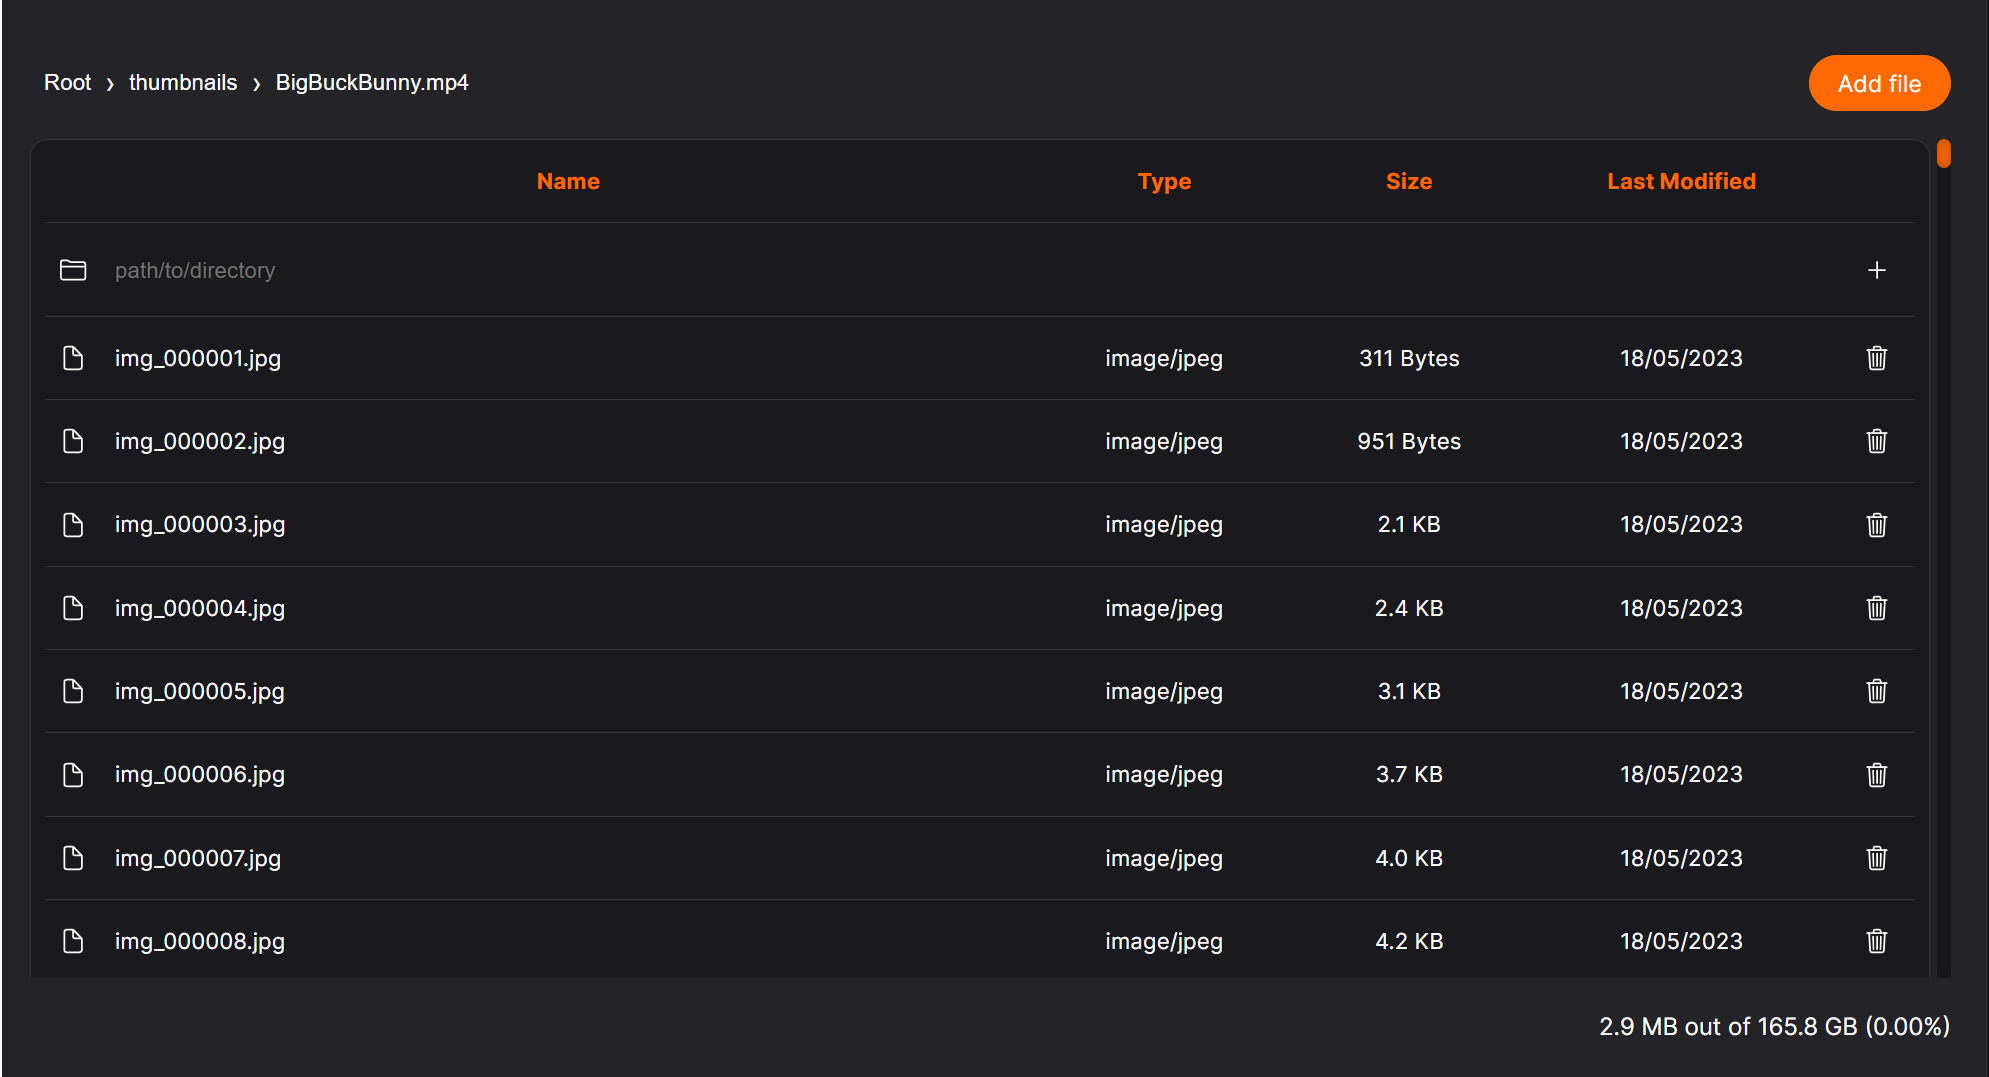 Root › thumbnails › BigBuckBunny.mp4
Add file
Name Type Size Last Modified
path/to/directory
img_000001.jpg image/jpeg 311 Bytes 18/05/2023
img_000002.jpg image/jpeg 951 Bytes 18/05/2023
img_000003.jpg image/jpeg 2.1 KB 18/05/2023
img_000004.jpg image/jpeg 2.4 KB 18/05/2023
img_000005.jpg image/jpeg 3.1 KB 18/05/2023
img_000006.jpg image/jpeg 3.7 KB 18/05/2023
img_000007.jpg image/jpeg 4.0 KB 18/05/2023
img_000008.jpg image/jpeg 4.2 KB 18/05/2023
2.9 MB out of 165.8 GB (0.00%)